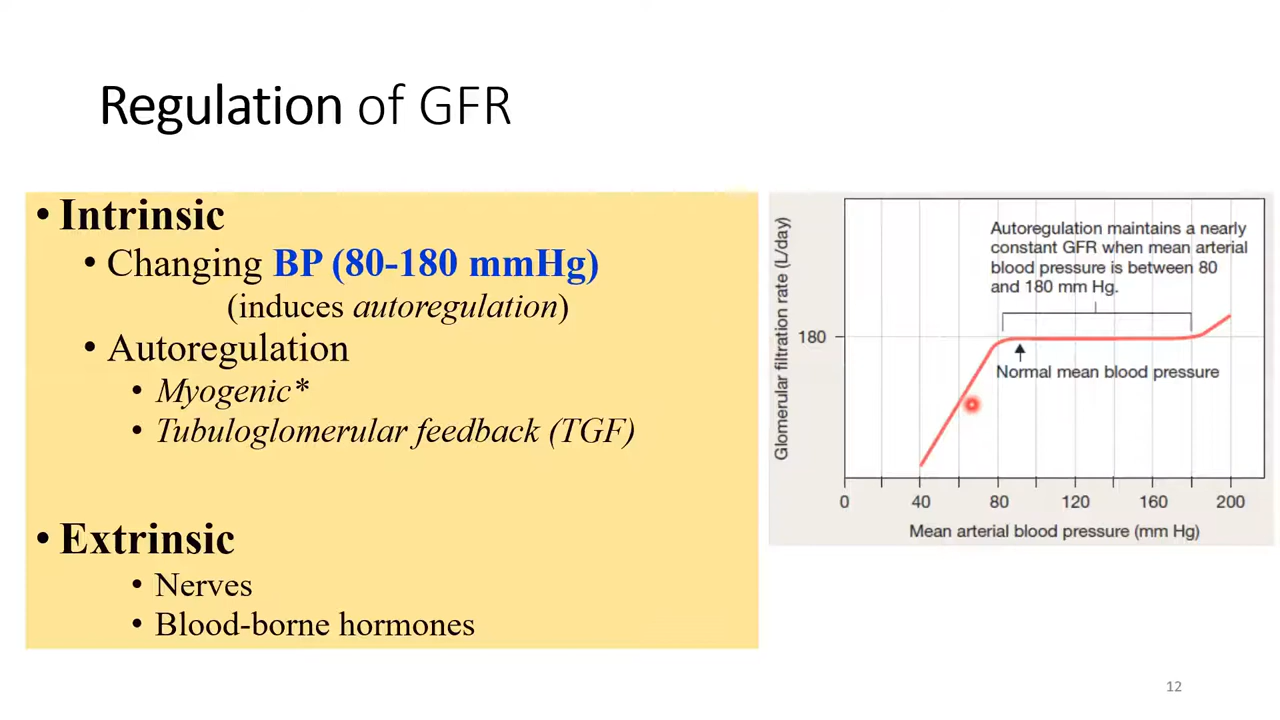 Regulation of GFR
• Intrinsic
• Changing BP (80-180 mmHg)
(induces autoregulation)
• Autoregulation
• Myogenic*
• Tubuloglomerular feedback (TGF)
• Extrinsic
• Nerves
• Blood-borne hormones
Glomerular filtration rate (L/day)
Autoregulation maintains a nearly
constant GFR when mean arterial
blood pressure is between 80
and 180 mm Hg.
180
Normal mean blood pressure
0 40 80 120 160 200
Mean arterial blood pressure (mm Hg)
12